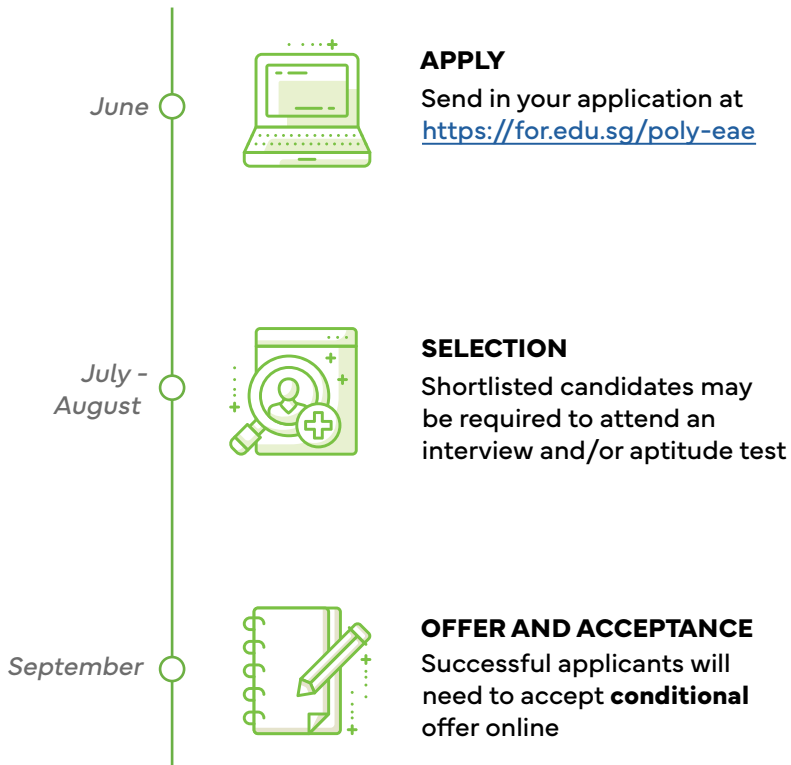 June
APPLY
Send in your application at
https://for.edu.sg/poly-eae
July -
August
SELECTION
Shortlisted candidates may
be required to attend an
interview and/or aptitude test
September
OFFER AND ACCEPTANCE
Successful applicants will
need to accept conditional
offer online